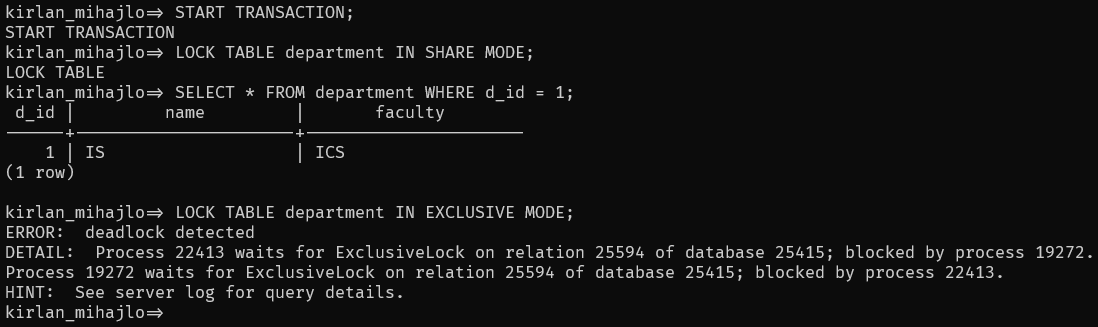 kirlan_mihajlo=> START TRANSACTION;
START TRANSACTION
kirlan_mihajlo=> LOCK TABLE department IN SHARE MODE;
LOCK TABLE
kirlan_mihajlo=> SELECT * FROM department WHERE d_id = 1;
 d_id |         name         |       faculty
------+----------------------+----------------------
    1 | IS                   | ICS
(1 row)
kirlan_mihajlo=> LOCK TABLE department IN EXCLUSIVE MODE;
ERROR:  deadlock detected
DETAIL:  Process 22413 waits for ExclusiveLock on relation 25594 of database 25415; blocked by process 19272.
Process 19272 waits for ExclusiveLock on relation 25594 of database 25415; blocked by process 22413.
HINT:  See server log for query details.
kirlan_mihajlo=>